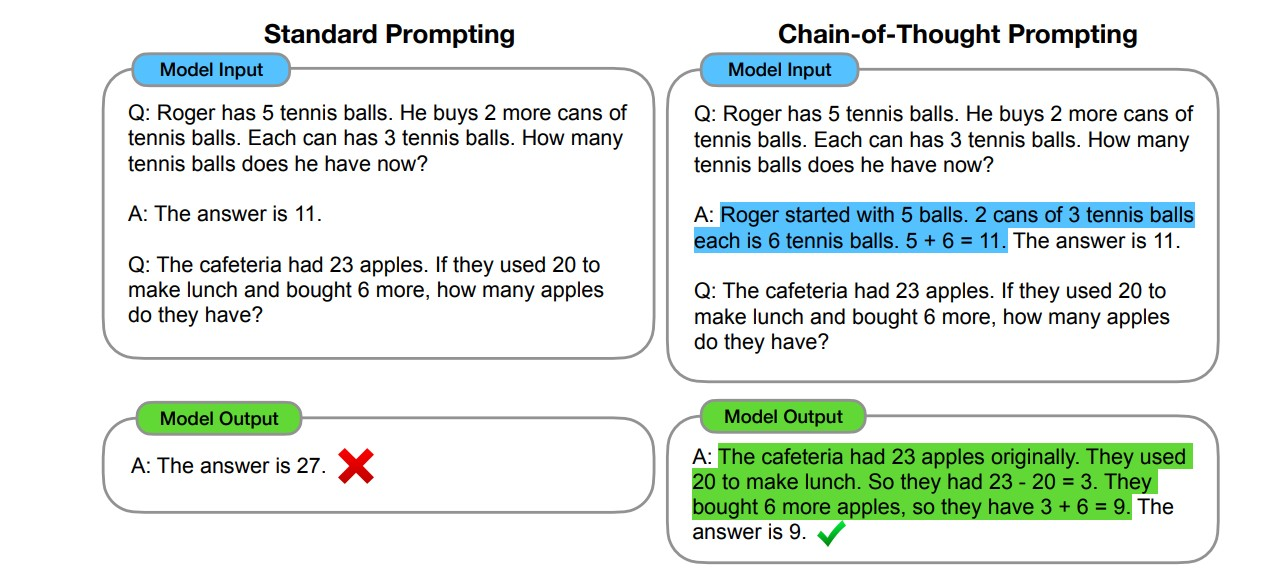 Standard Prompting
Model Input
Q: Roger has 5 tennis balls. He buys 2 more cans of
tennis balls. Each can has 3 tennis balls. How many
tennis balls does he have now?
A: The answer is 11.
Q: The cafeteria had 23 apples. If they used 20 to
make lunch and bought 6 more, how many apples
do they have?
Model Output
A: The answer is 27.
Chain-of-Thought Prompting
Model Input
Q: Roger has 5 tennis balls. He buys 2 more cans of
tennis balls. Each can has 3 tennis balls. How many
tennis balls does he have now?
A: Roger started with 5 balls. 2 cans of 3 tennis balls
each is 6 tennis balls. 5 + 6 = 11. The answer is 11.
Q: The cafeteria had 23 apples. If they used 20 to
make lunch and bought 6 more, how many apples
do they have?
Model Output
A: The cafeteria had 23 apples originally. They used
20 to make lunch. So they had 23 - 20 = 3. They
bought 6 more apples, so they have 3 + 6 = 9. The
answer is 9.